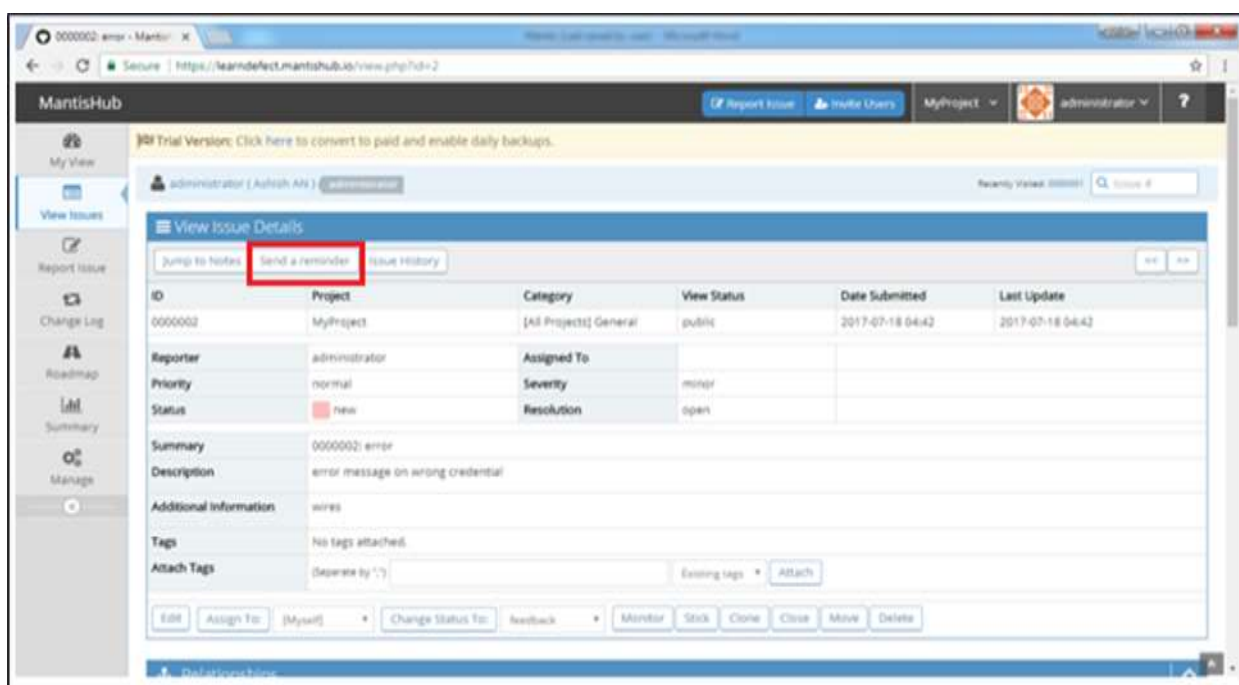 0000002: error - Mantis
Secure | https://learndefect.mantishub.io/view.php?id=2
MantisHub
Report Issue
Invite Users
MyProject
administrator
?
My View
View Issues
Report Issue
Change Log
Roadmap
Summary
Manage
Trial Version: Click here to convert to paid and enable daily backups.
administrator ( Ashish AN ) administrator
Recently Visited:
Issue #
View Issue Details
Jump to Notes Send a reminder Issue History
<< >>
ID Project Category View Status Date Submitted Last Update
0000002 MyProject [All Projects] General public 2017-07-18 04:42 2017-07-18 04:42
Reporter administrator Assigned To
Priority normal Severity minor
Status new Resolution open
Summary 0000002: error
Description error message on wrong credential
Additional Information wires
Tags No tags attached.
Attach Tags (Separate by ",") Existing tags Attach
Edit Assign To: [Myself] Change Status To: feedback Monitor Stick Clone Close Move Delete
Relationships